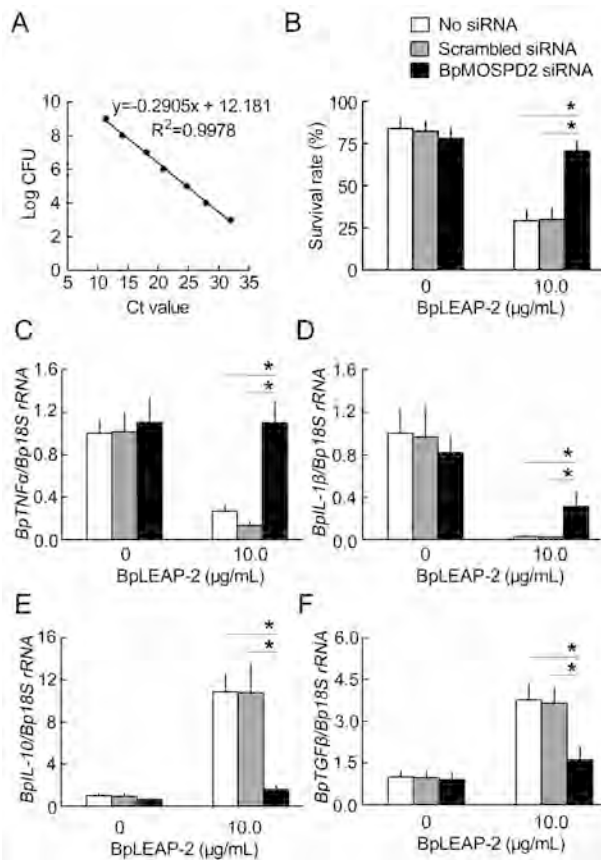 A
y=-0.2905x + 12.181
R²=0.9978
Log CFU
10
8
6
4
2
0
5 10 15 20 25 30 35
Ct value
No siRNA
Scrambled siRNA
BpMOSPD2 siRNA
B
Survival rate (%)
100
75
50
25
0
*
*
0 10.0
BpLEAP-2 (μg/mL)
C
BpTNFα/Bp18S rRNA
1.6
1.2
0.8
0.4
0.0
*
*
0 10.0
BpLEAP-2 (μg/mL)
D
BpIL-1β/Bp18S rRNA
1.6
1.2
0.8
0.4
0.0
*
*
0 10.0
BpLEAP-2 (μg/mL)
E
BpIL-10/Bp18S rRNA
16
12
8
4
0
*
*
0 10.0
BpLEAP-2 (μg/mL)
F
BpTGFβ/Bp18S rRNA
6.0
4.5
3.0
1.5
0.0
*
*
0 10.0
BpLEAP-2 (μg/mL)